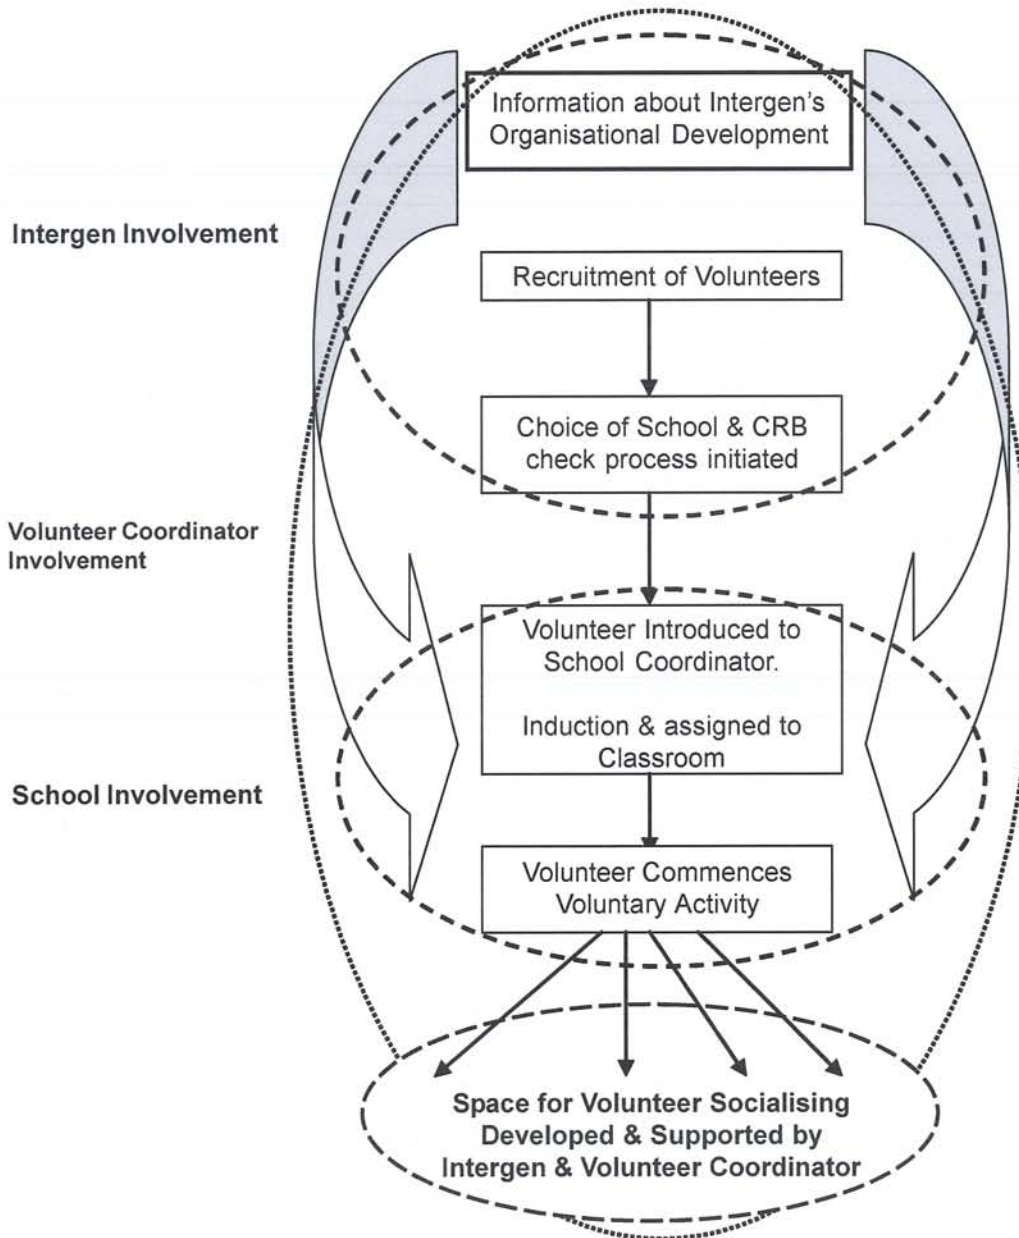 Information about Intergen's
Organisational Development
Intergen Involvement
Recruitment of Volunteers
Choice of School & CRB
check process initiated
Volunteer Coordinator
Involvement
Volunteer Introduced to
School Coordinator.
Induction & assigned to
Classroom
School Involvement
Volunteer Commences
Voluntary Activity
Space for Volunteer Socialising
Developed & Supported by
Intergen & Volunteer Coordinator